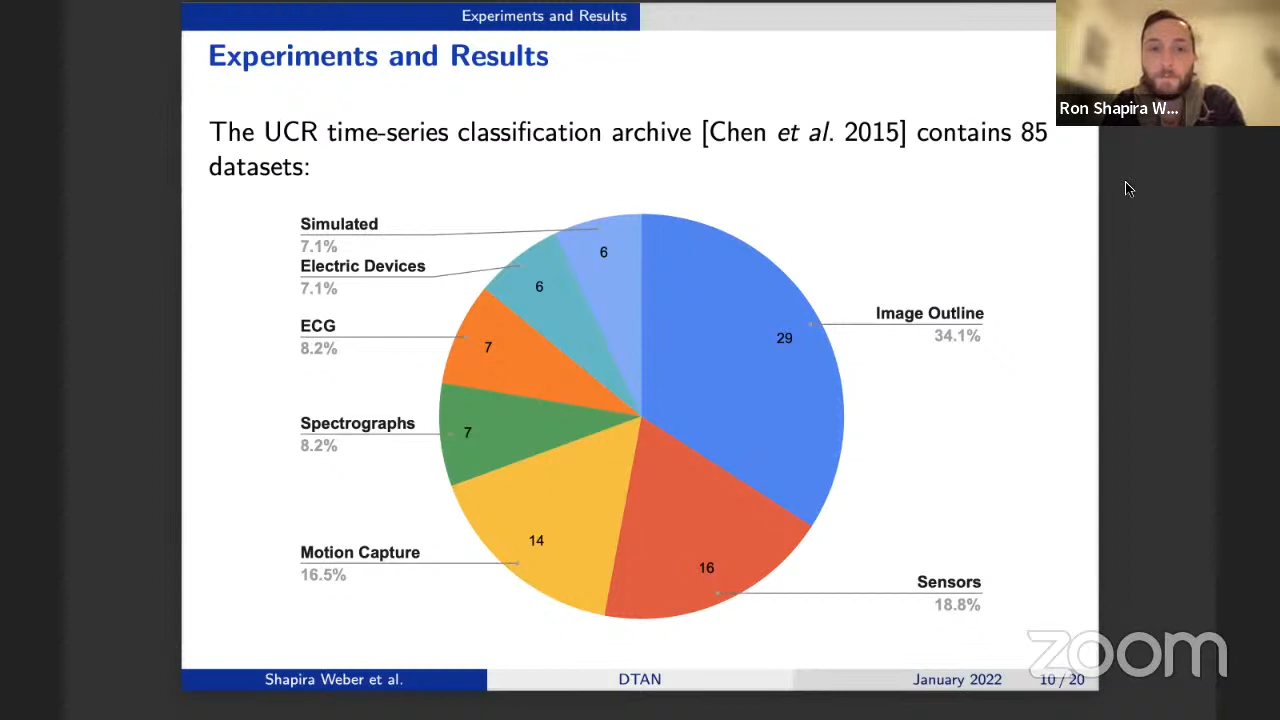 Experiments and Results
Experiments and Results
Ron Shapira W...
The UCR time-series classification archive [Chen et al. 2015] contains 85
datasets:
Simulated
7.1%
Electric Devices
7.1%
ECG
8.2%
Spectrographs
8.2%
Motion Capture
16.5%
6
6
7
7
14
29
16
Image Outline
34.1%
Sensors
18.8%
zoom
Shapira Weber et al.
DTAN
January 2022
10 / 20